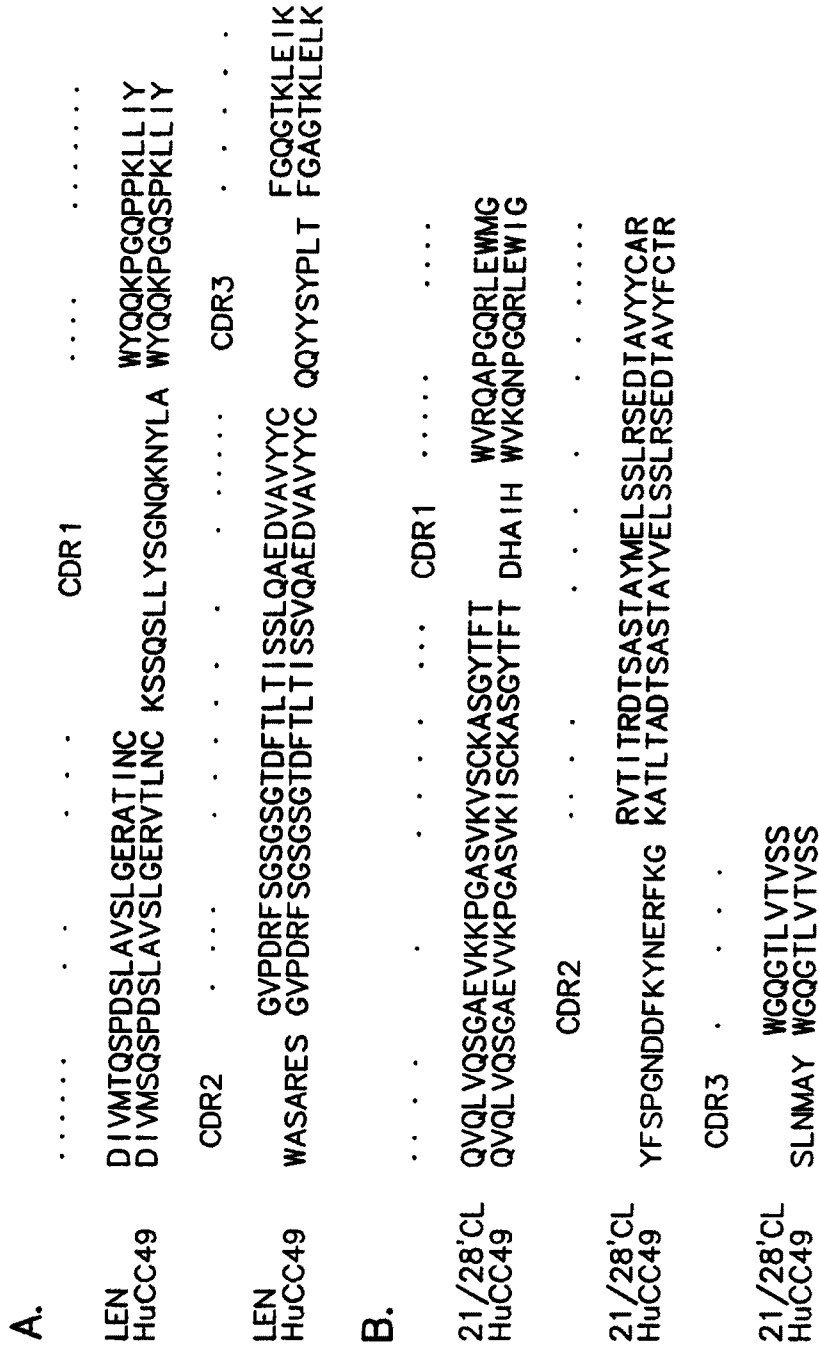 A.
CDR1
LEN DIVMTQSPDSLAVSLGERATINC WYQQKPGQPPKLLIY
HuCC49 DIVMSQSPDSLAVSLGERVTLNC KSSQSLLYSGNQKNYLA WYQQKPGQSPKLLIY
CDR2 CDR3
LEN GVPDRFSGSGSGTDFTLTISSLQAEDVAVYYC FGQGTKLEIK
HuCC49 WASARES GVPDRFSGSGSGTDFTLTISSVQAEDVAVYYC QQYYSYPLT FGAGTKLELK
B.
CDR1
21/28'CL QVQLVQSGAEVKKPGASVKVSCKASGYTFT WVRQAPGQRLEWMG
HuCC49 QVQLVQSGAEVVKPGASVKISCKASGYTFT DHAIH WVKQNPGQRLEWIG
CDR2
21/28'CL RVTITRDTSASTAYMELSSLRSEDTAVYYCAR
HuCC49 YFSPGNDDFKYNERFKG KATLTADTSASTAYVELSSLRSEDTAVYFCTR
CDR3
21/28'CL WGQGTLVTVSS
HuCC49 SLNMAY WGQGTLVTVSS